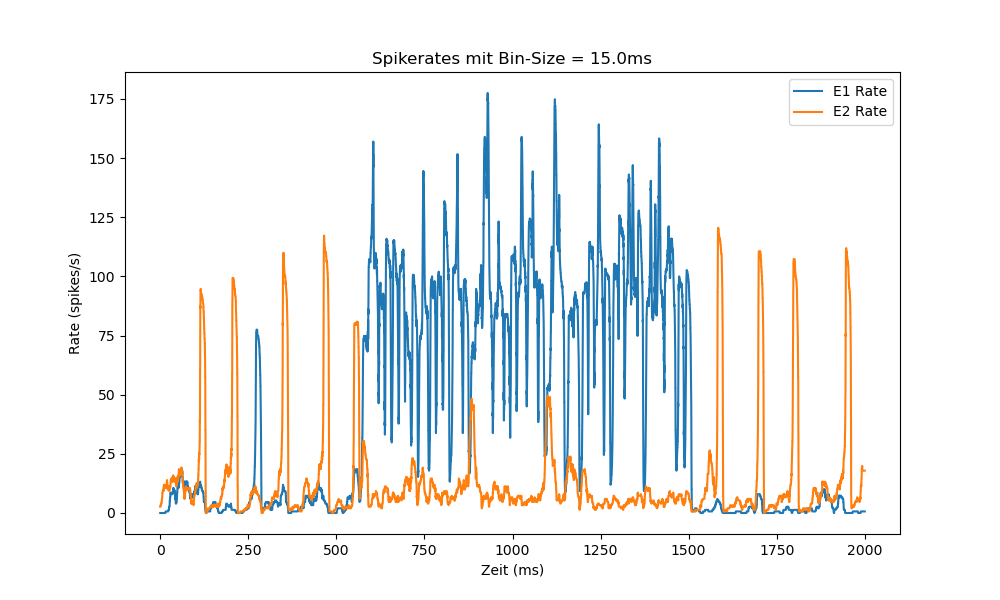 Spikerates mit Bin-Size = 15.0ms
E1 Rate
E2 Rate
175
150
125
100
75
50
25
0
Rate (spikes/s)
0 250 500 750 1000 1250 1500 1750 2000
Zeit (ms)